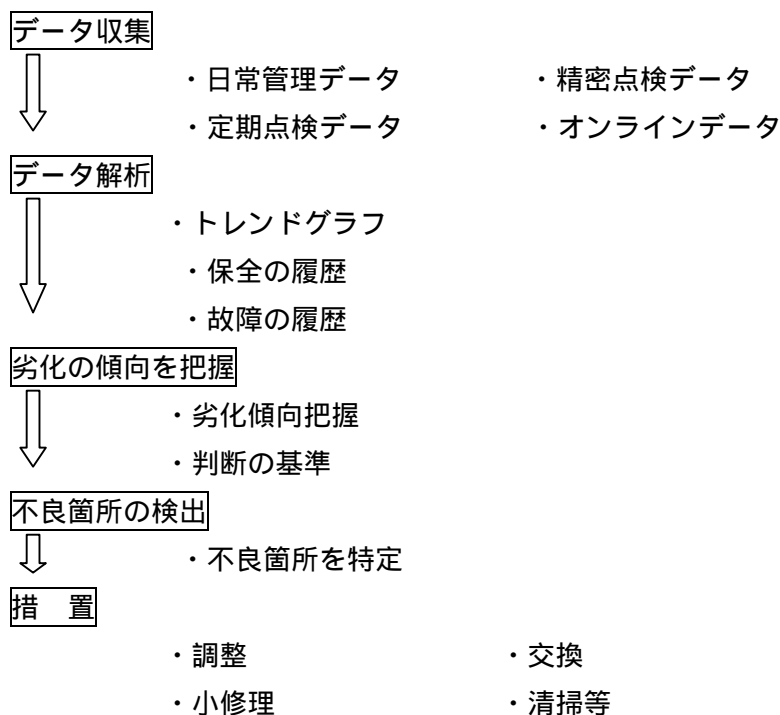 データ収集
・日常管理データ ・精密点検データ
・定期点検データ ・オンラインデータ
データ解析
・トレンドグラフ
・保全の履歴
・故障の履歴
劣化の傾向を把握
・劣化傾向把握
・判断の基準
不良箇所の検出
・不良箇所を特定
措　置
・調整 ・交換
・小修理 ・清掃等